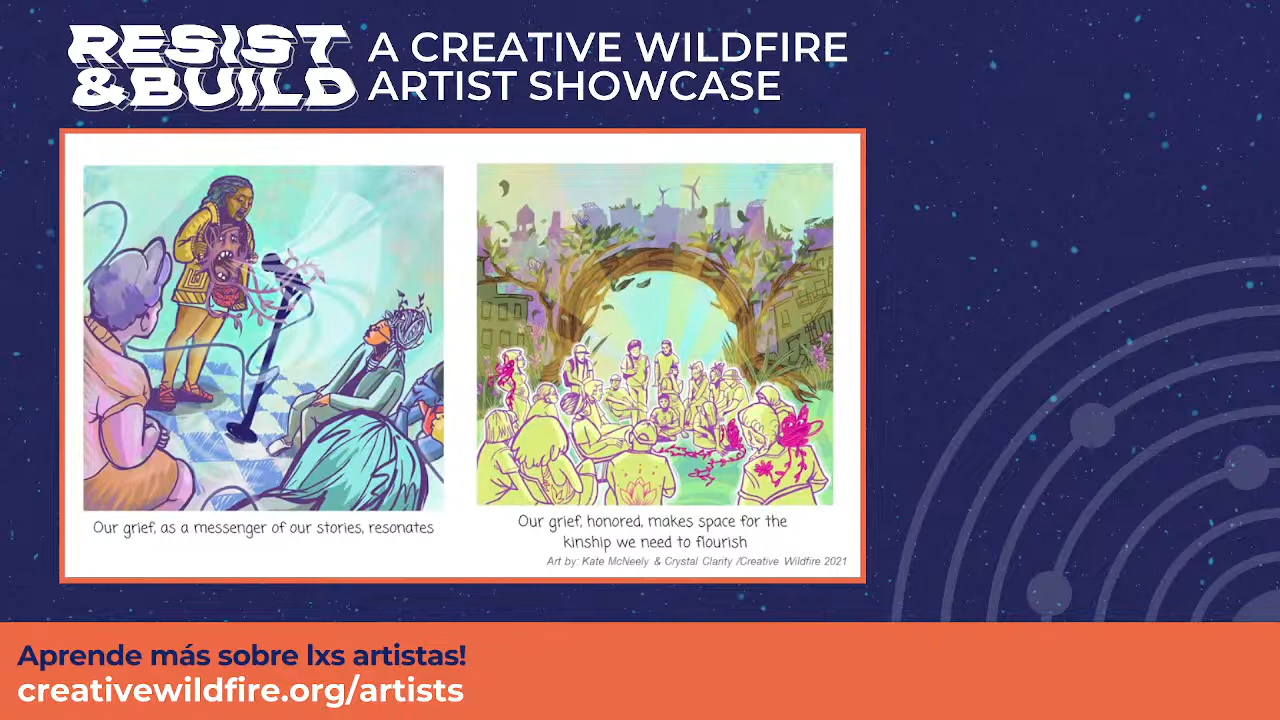 RESIST
&BUILD
A CREATIVE WILDFIRE
ARTIST SHOWCASE
Our grief, as a messenger of our stories, resonates
Our grief, honored, makes space for the
kinship we need to flourish
Art by: Kate McNeely & Crystal Clarity /Creative Wildfire 2021
Aprende más sobre lxs artistas!
creativewildfire.org/artists